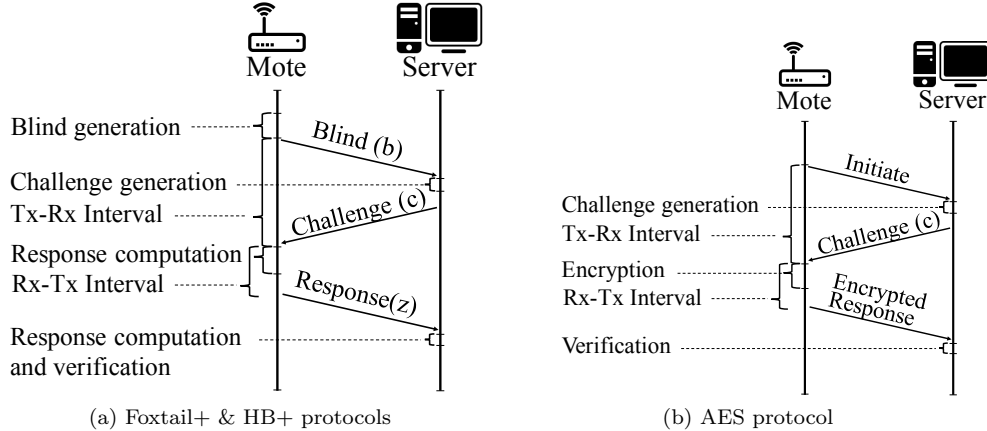 Mote
Server
Blind generation
Blind (b)
Challenge generation
Tx-Rx Interval
Challenge (c)
Response computation
Rx-Tx Interval
Response(z)
Response computation
and verification
(a) Foxtail+ & HB+ protocols
Mote
Server
Initiate
Challenge generation
Tx-Rx Interval
Challenge (c)
Encryption
Rx-Tx Interval
Encrypted
Response
Verification
(b) AES protocol